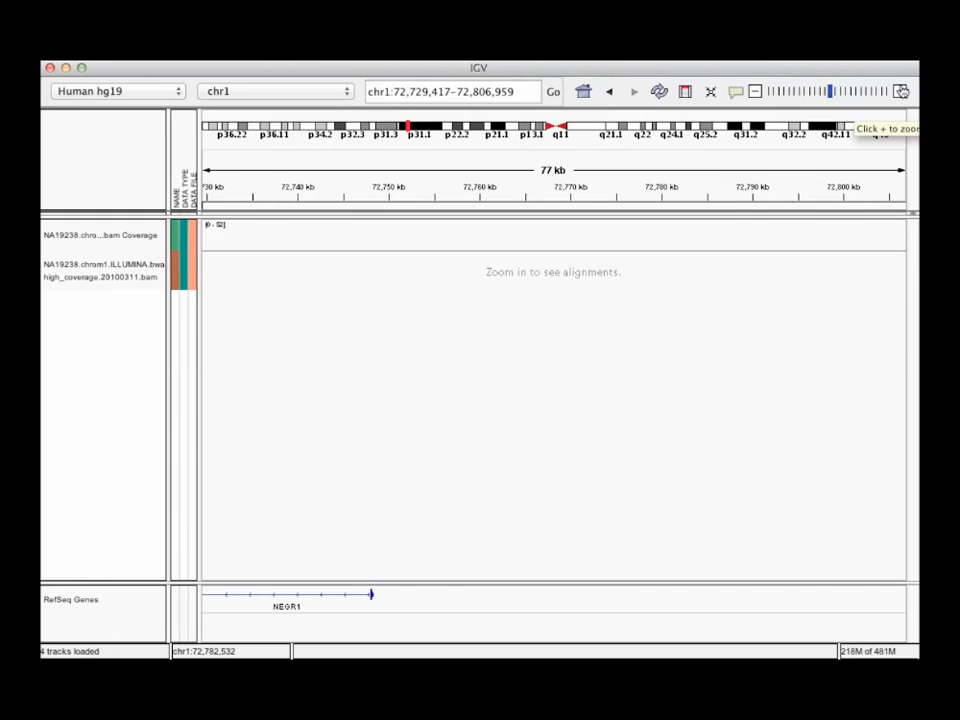 IGV
Human hg19 chr1 chr1:72,729,417-72,806,959 Go
Click + to zoo
p36.22 p36.11 p34.2 p32.3 p31.3 p31.1 p22.2 p21.1 p13.1 q11 q21.1 q22 q24.1 q25.2 q31.2 q32.2 q42.11
NAME
DATA TYPE
DATA FILE
77 kb
730 kb 72,740 kb 72,750 kb 72,760 kb 72,770 kb 72,780 kb 72,790 kb 72,800 kb
[0 - 52]
NA19238.chro...bam Coverage
NA19238.chrom1.ILLUMINA.bwa
high_coverage.20100311.bam
Zoom in to see alignments.
RefSeq Genes
NEGR1
4 tracks loaded chr1:72,782,532 218M of 481M